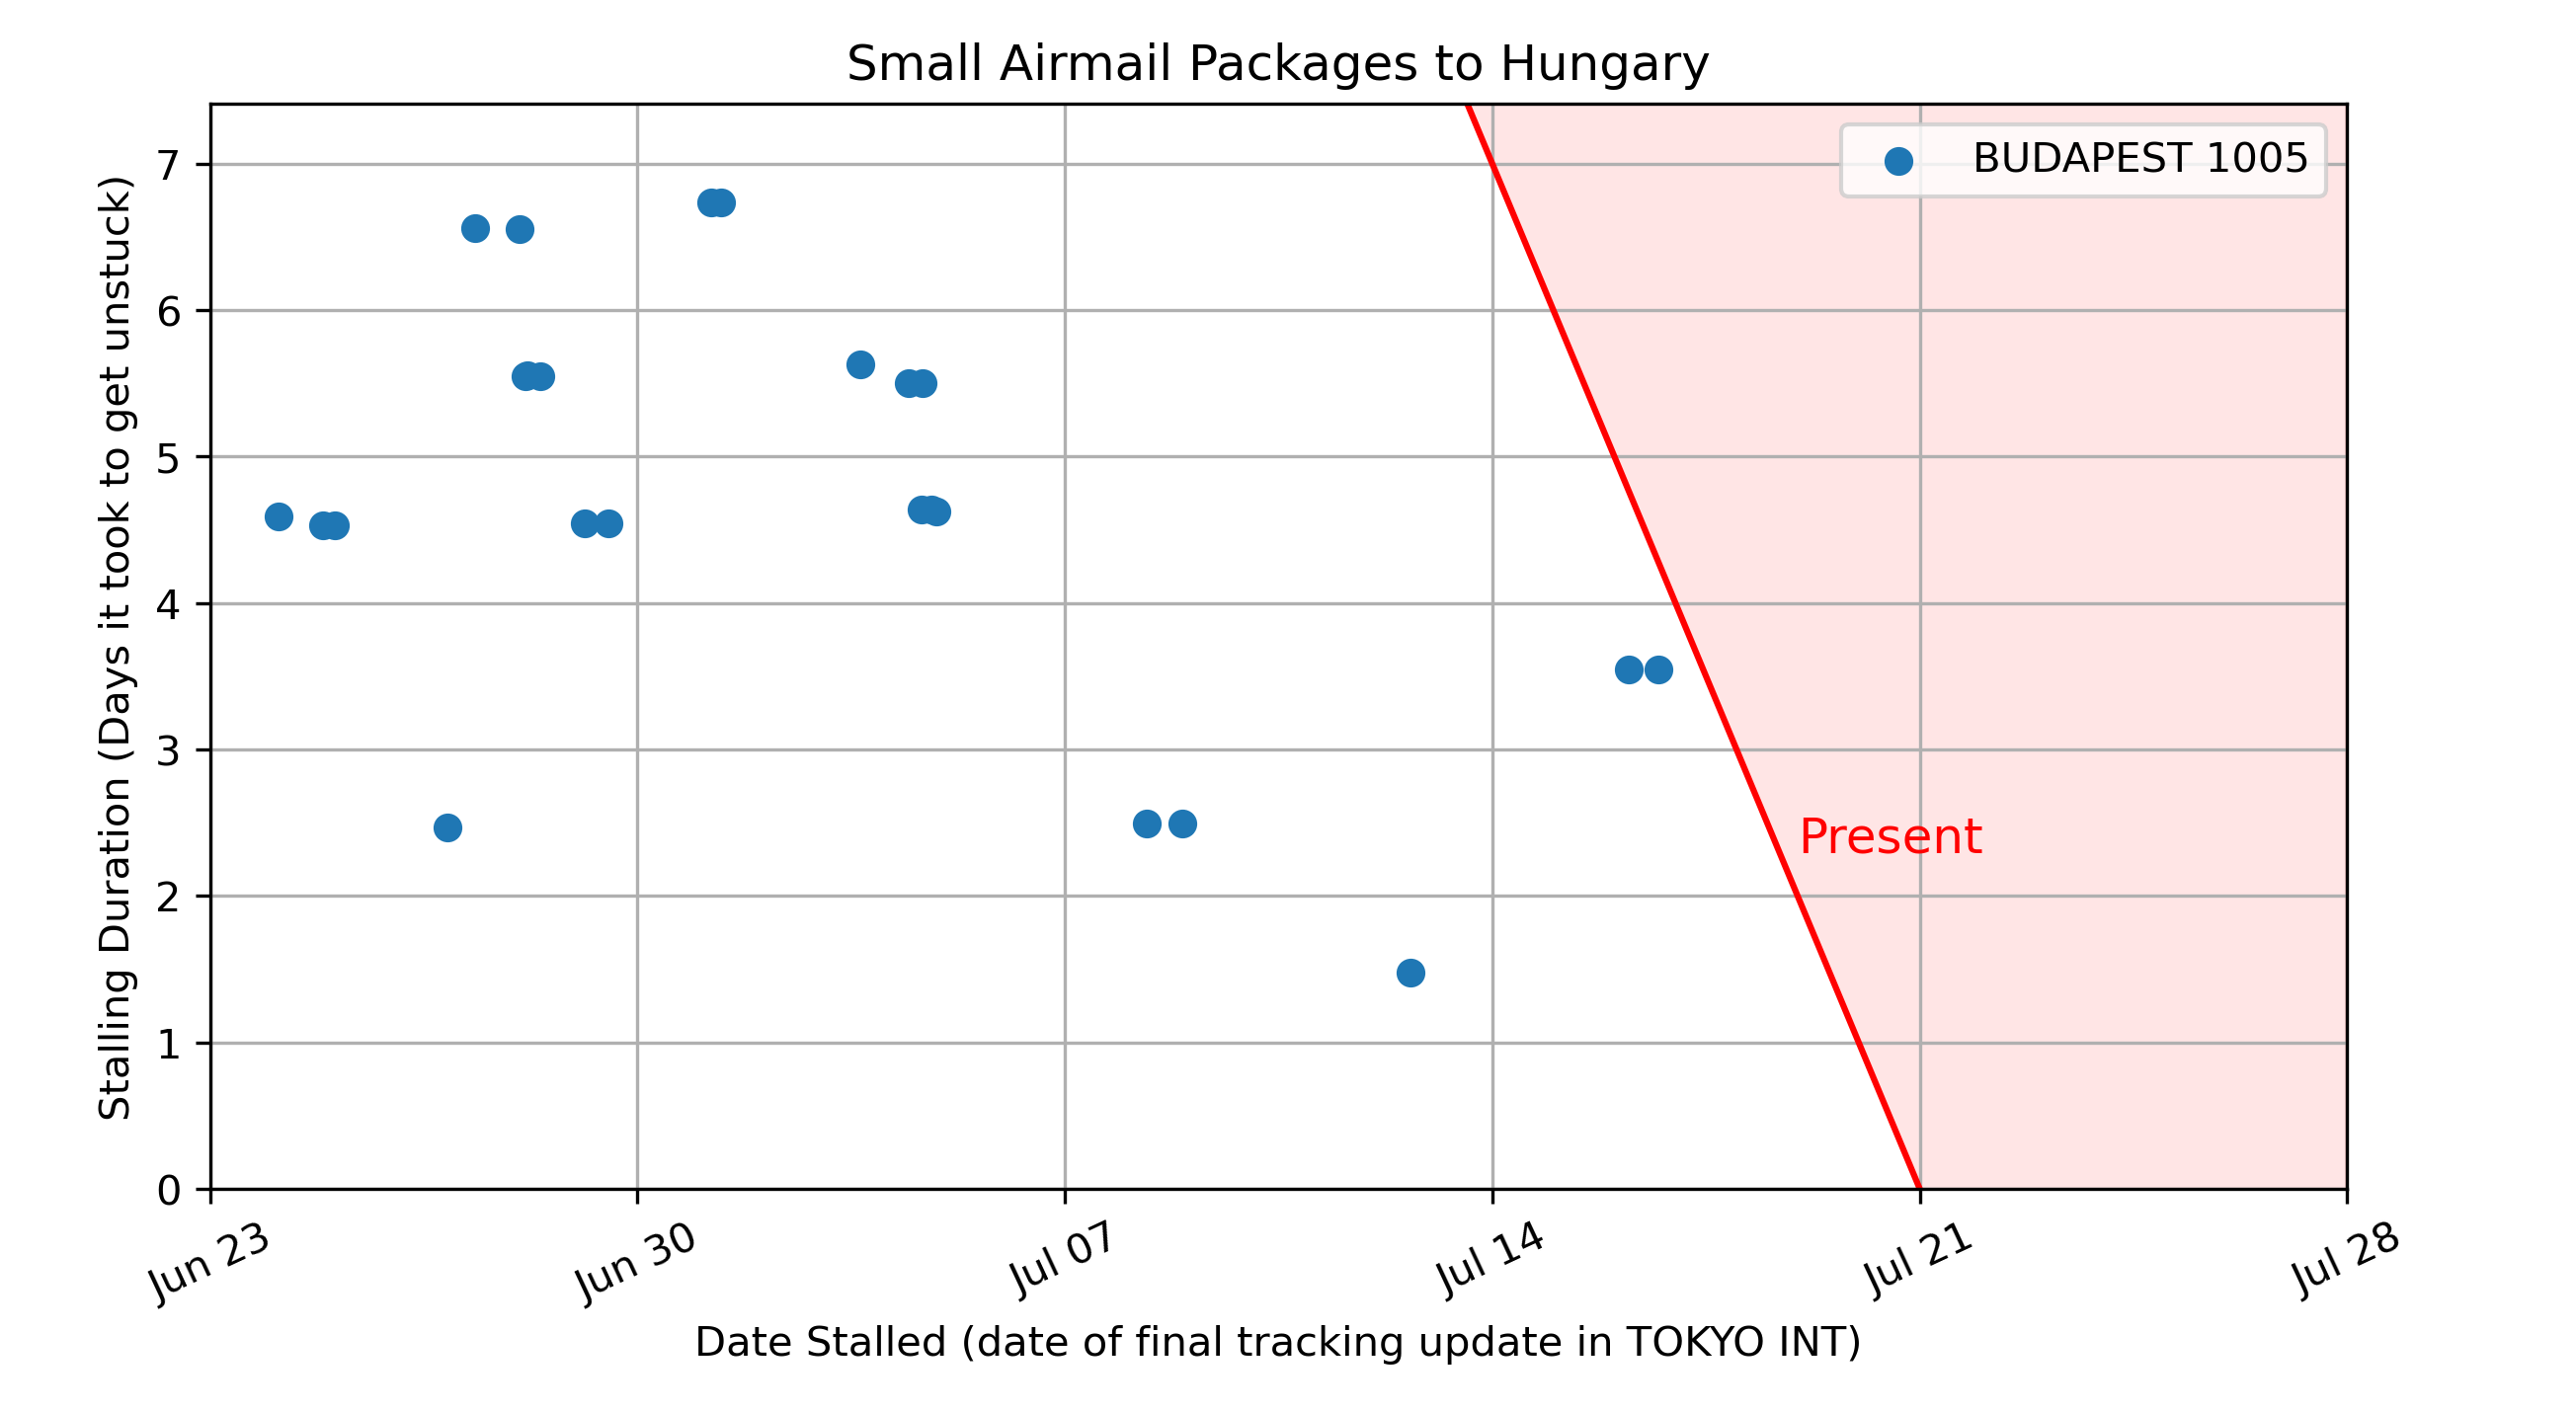 Small Airmail Packages to Hungary
BUDAPEST 1005
Stalling Duration (Days it took to get unstuck)
7
6
5
4
3
2
1
0
Present
Jun 23
Jun 30
Jul 07
Jul 14
Jul 21
Jul 28
Date Stalled (date of final tracking update in TOKYO INT)